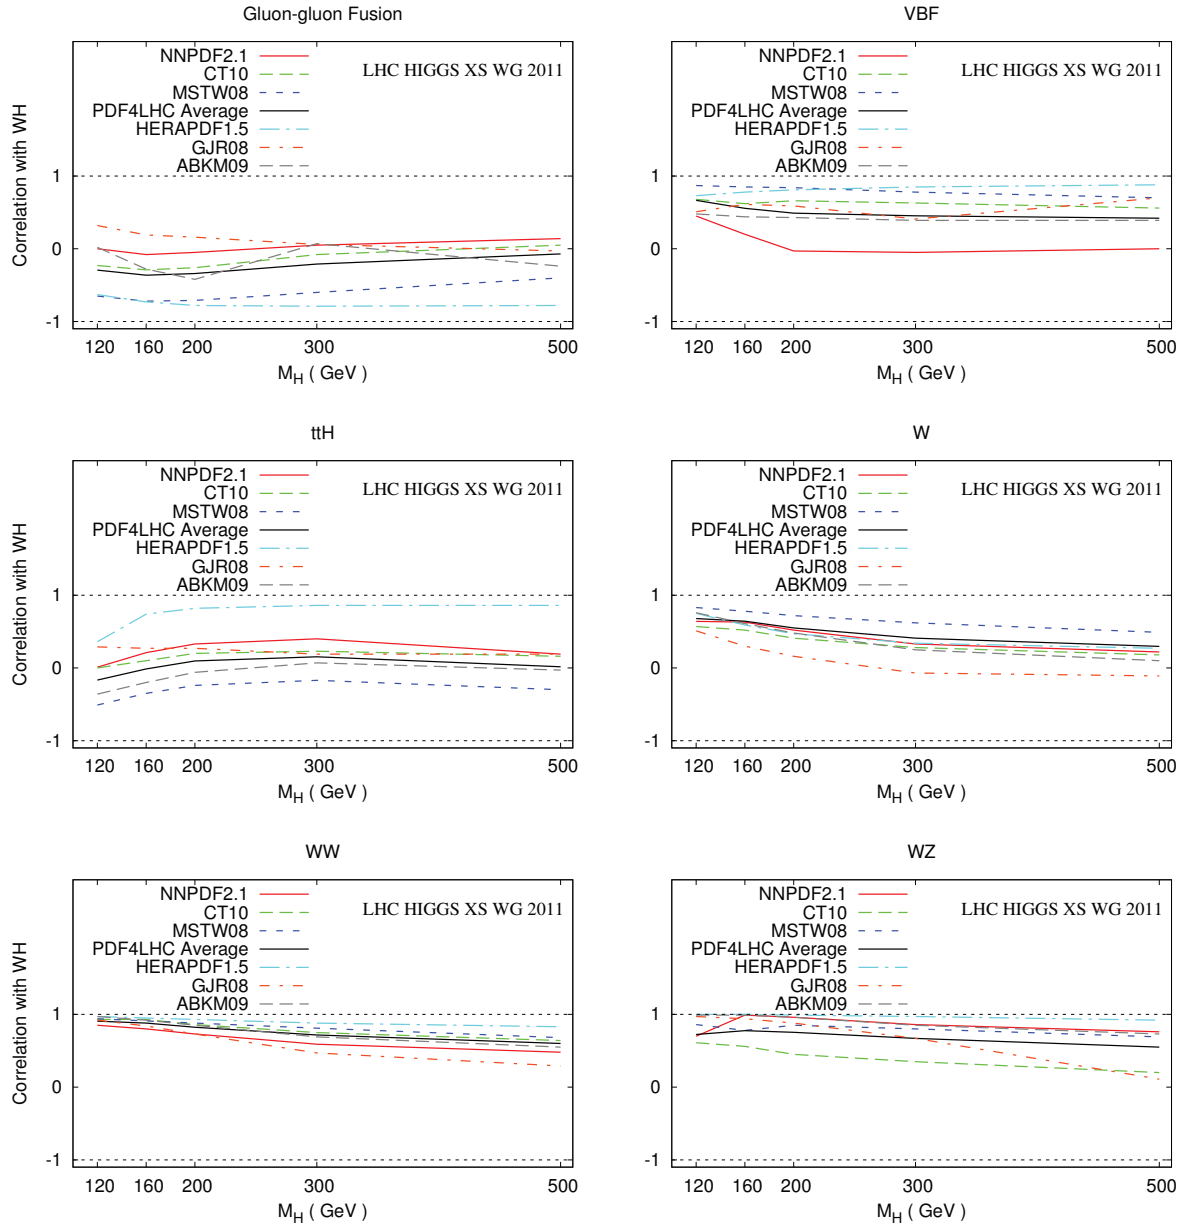 Gluon-gluon Fusion
Correlation with WH
NNPDF2.1
CT10
MSTW08
PDF4LHC Average
HERAPDF1.5
GJR08
ABKM09
LHC HIGGS XS WG 2011
1
0
-1
120 160 200 300 500
M_H ( GeV )
VBF
NNPDF2.1
CT10
MSTW08
PDF4LHC Average
HERAPDF1.5
GJR08
ABKM09
LHC HIGGS XS WG 2011
1
0
-1
120 160 200 300 500
M_H ( GeV )
ttH
Correlation with WH
NNPDF2.1
CT10
MSTW08
PDF4LHC Average
HERAPDF1.5
GJR08
ABKM09
LHC HIGGS XS WG 2011
1
0
-1
120 160 200 300 500
M_H ( GeV )
W
NNPDF2.1
CT10
MSTW08
PDF4LHC Average
HERAPDF1.5
GJR08
ABKM09
LHC HIGGS XS WG 2011
1
0
-1
120 160 200 300 500
M_H ( GeV )
WW
Correlation with WH
NNPDF2.1
CT10
MSTW08
PDF4LHC Average
HERAPDF1.5
GJR08
ABKM09
LHC HIGGS XS WG 2011
1
0
-1
120 160 200 300 500
M_H ( GeV )
WZ
NNPDF2.1
CT10
MSTW08
PDF4LHC Average
HERAPDF1.5
GJR08
ABKM09
LHC HIGGS XS WG 2011
1
0
-1
120 160 200 300 500
M_H ( GeV )